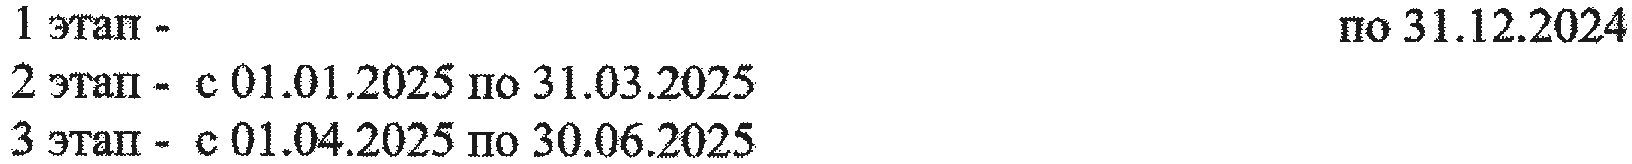 1 этап - по 31.12.2024
2 этап - с 01.01.2025 по 31.03.2025
3 этап - с 01.04.2025 по 30.06.2025